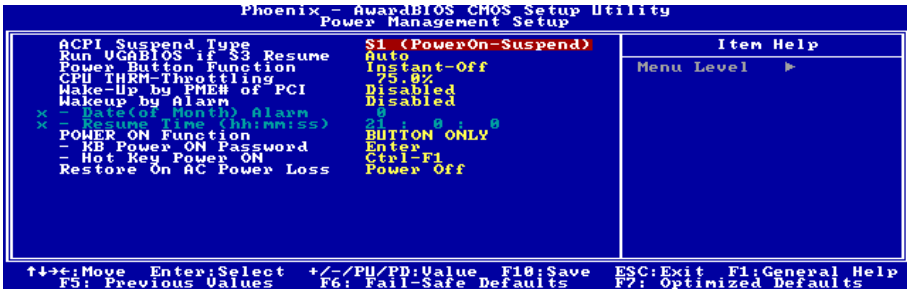 Phoenix - AwardBIOS CMOS Setup Utility
Power Management Setup
ACPI Suspend Type S1 (PowerOn-Suspend)
Run VGABIOS if S3 Resume Auto
Power Button Function Instant-Off
CPU THRM-Throttling 75.0%
Wake-Up by PME# of PCI Disabled
Wakeup by Alarm Disabled
x - Date(of Month) Alarm 0
x - Resume Time (hh:mm:ss) 21 : 0 : 0
POWER ON Function BUTTON ONLY
- KB Power ON Password Enter
- Hot Key Power ON Ctrl-F1
Restore On AC Power Loss Power Off
Item Help
Menu Level ►
↑↓→←:Move Enter:Select +/-/PU/PD:Value F10:Save ESC:Exit F1:General Help
F5: Previous Values F6: Fail-Safe Defaults F7: Optimized Defaults